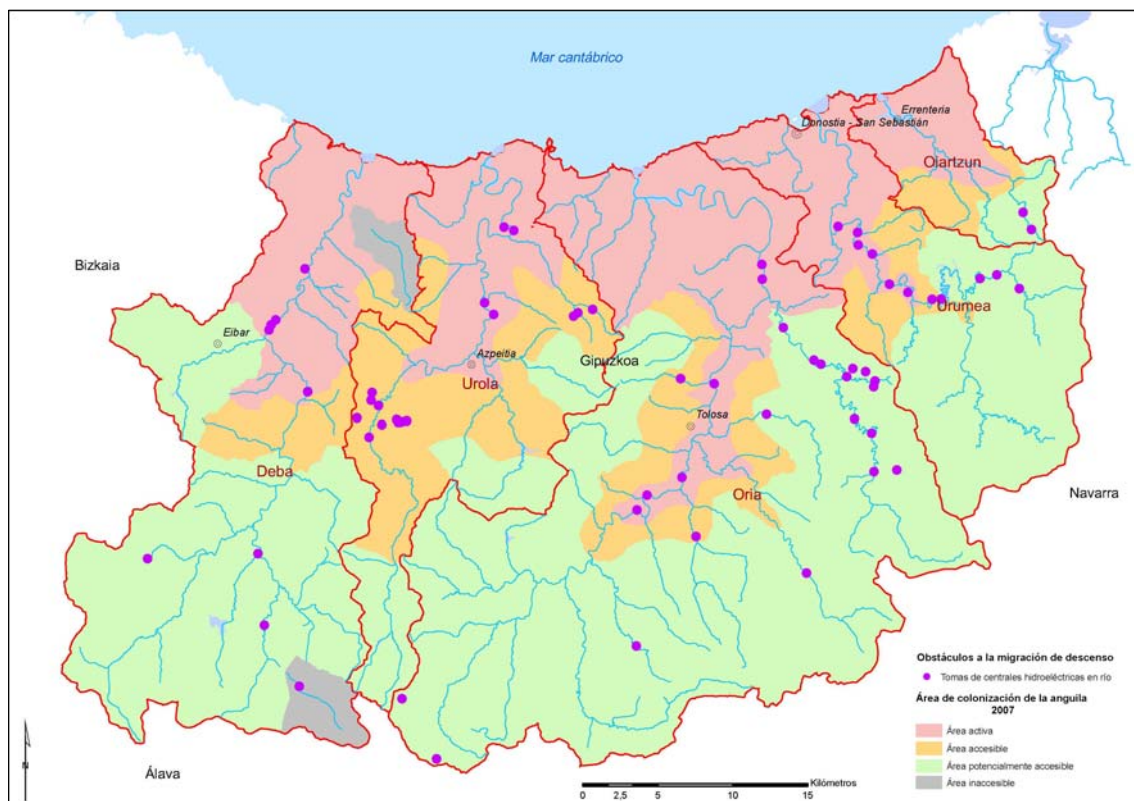 Mar cantábrico
Errenteria
Donostia - San Sebastián
Oiartzun
Bizkaia
Eibar
Azpeitia
Gipuzkoa
Urumea
Urola
Tolosa
Deba
Oria
Navarra
Álava
Obstáculos a la migración de descenso
Tomas de centrales hidroeléctricas en río
Área de colonización de la anguila
2007
Área activa
Área accesible
Área potencialmente accesible
Área inaccesible
N
Kilómetros
0 2,5 5 10 15